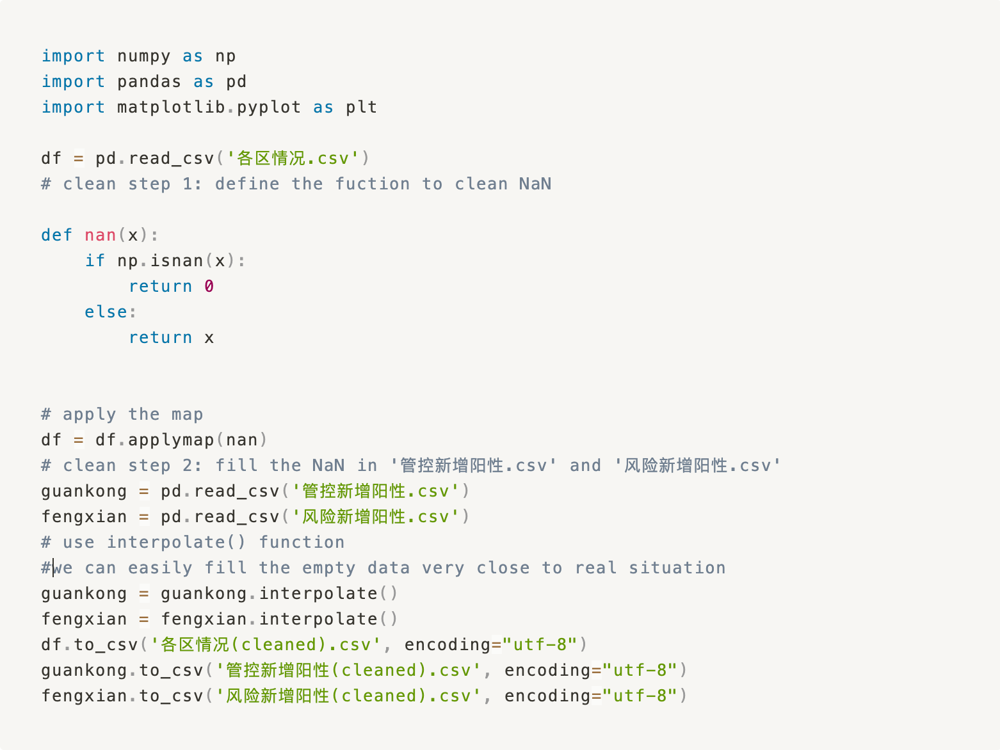 import numpy as np
import pandas as pd
import matplotlib.pyplot as plt
df = pd.read_csv('各区情况.csv')
# clean step 1: define the fuction to clean NaN
def nan(x):
    if np.isnan(x):
        return 0
    else:
        return x
# apply the map
df = df.applymap(nan)
# clean step 2: fill the NaN in '管控新增阳性.csv' and '风险新增阳性.csv'
guankong = pd.read_csv('管控新增阳性.csv')
fengxian = pd.read_csv('风险新增阳性.csv')
# use interpolate() function
#we can easily fill the empty data very close to real situation
guankong = guankong.interpolate()
fengxian = fengxian.interpolate()
df.to_csv('各区情况(cleaned).csv', encoding="utf-8")
guankong.to_csv('管控新增阳性(cleaned).csv', encoding="utf-8")
fengxian.to_csv('风险新增阳性(cleaned).csv', encoding="utf-8")